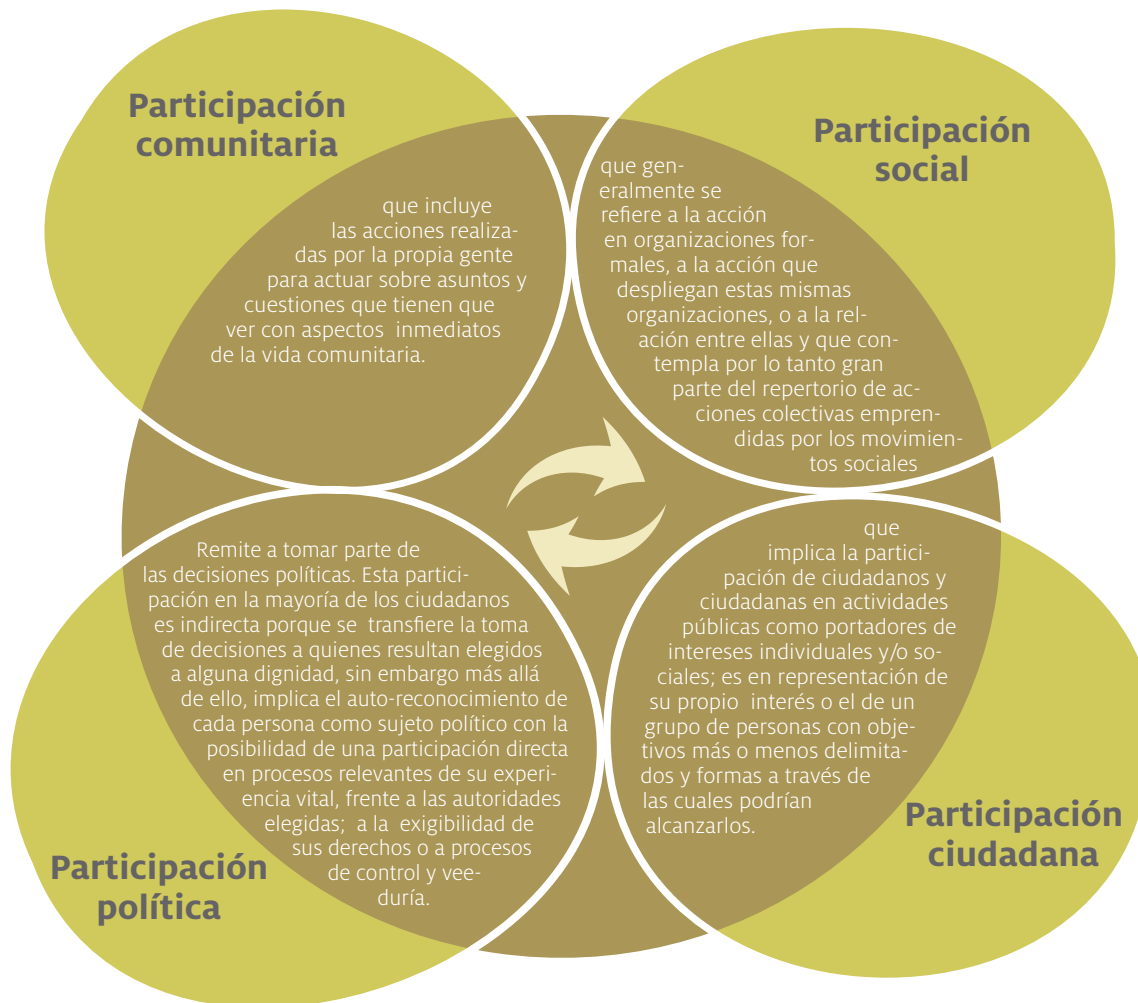 Participación
comunitaria
que incluye
las acciones realiza-
das por la propia gente
para actuar sobre asuntos y
cuestiones que tienen que
ver con aspectos inmediatos
de la vida comunitaria.
Participación
social
que gen-
eralmente se
refiere a la acción
en organizaciones for-
males, a la acción que
despliegan estas mismas
organizaciones, o a la rel-
ación entre ellas y que con-
templa por lo tanto gran
parte del repertorio de ac-
ciones colectivas empren-
didas por los movimien-
tos sociales
Remite a tomar parte de
las decisiones políticas. Esta partici-
pación en la mayoría de los ciudadanos
es indirecta porque se transfiere la toma
de decisiones a quienes resultan elegidos
a alguna dignidad, sin embargo más allá
de ello, implica el auto-reconocimiento de
cada persona como sujeto político con la
posibilidad de una participación directa
en procesos relevantes de su experi-
encia vital, frente a las autoridades
elegidas; a la exigibilidad de
sus derechos o a procesos
de control y vee-
duría.
Participación
política
que
implica la partici-
pación de ciudadanos y
ciudadanas en actividades
públicas como portadores de
intereses individuales y/o so-
ciales; es en representación de
su propio interés o el de un
grupo de personas con obje-
tivos más o menos delimita-
dos y formas a través de
las cuales podrían
alcanzarlos.
Participación
ciudadana